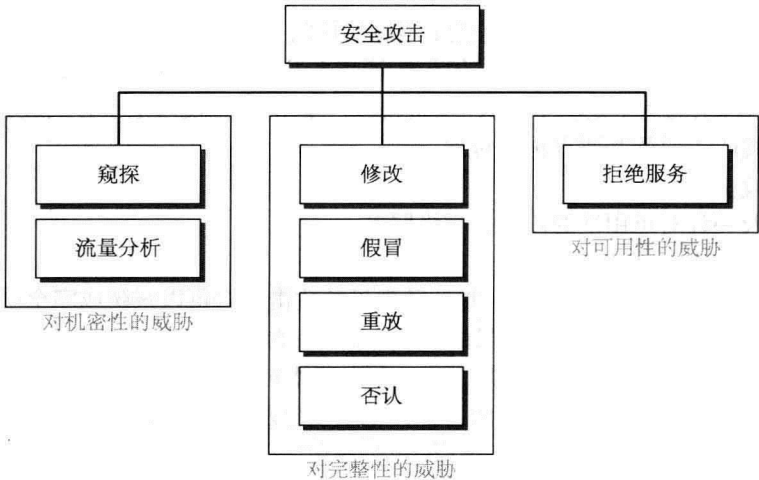 安全攻击
窥探
流量分析
对机密性的威胁
修改
假冒
重放
否认
对完整性的威胁
拒绝服务
对可用性的威胁